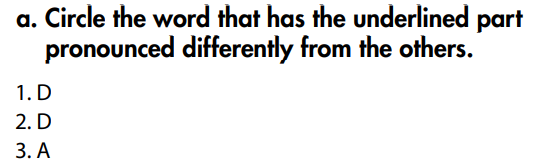 a. Circle the word that has the underlined part
pronounced differently from the others.
1. D
2. D
3. A